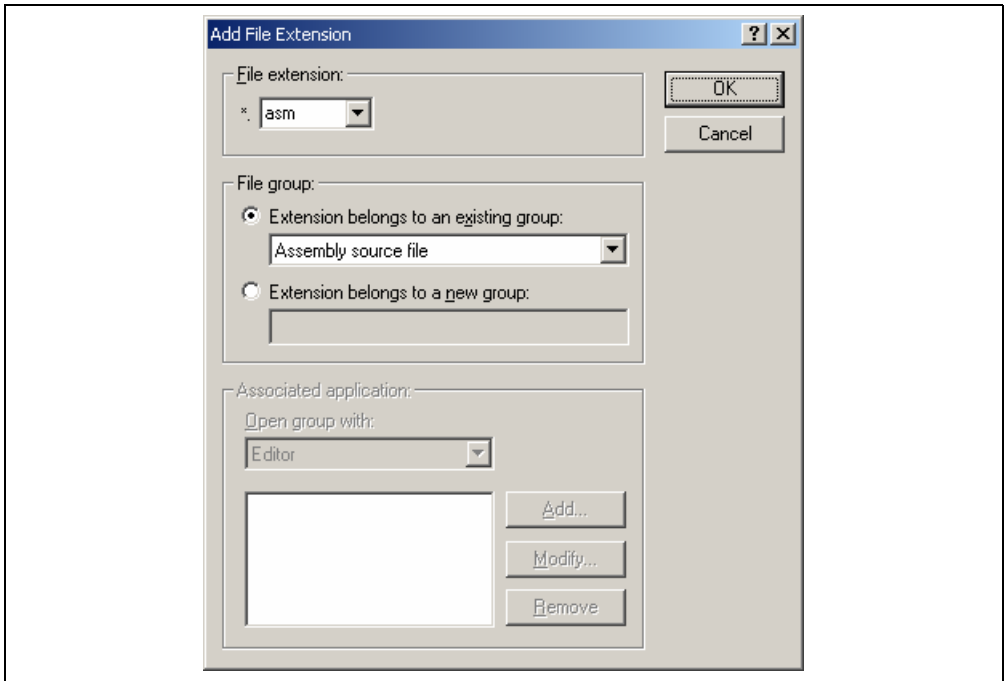 Add File Extension
File extension:
OK
*. asm
Cancel
File group:
Extension belongs to an existing group:
Assembly source file
Extension belongs to a new group:
Associated application:
Open group with:
Editor
Add...
Modify...
Remove